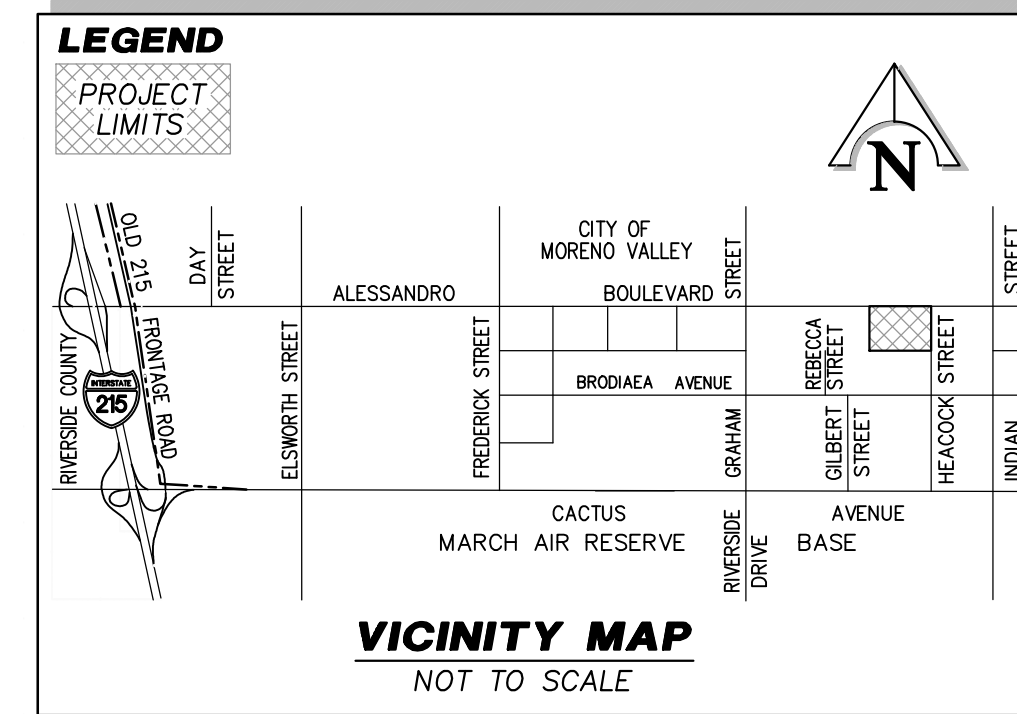 LEGEND
PROJECT
LIMITS
N
CITY OF
MORENO VALLEY
OLD 215 FRONTAGE ROAD
DAY
STREET
ALESSANDRO BOULEVARD
STREET
STREET
RIVERSIDE COUNTY
INTERSTATE
215
ELSWORTH STREET
FREDERICK STREET
BRODIAEA AVENUE
GRAHAM
REBECCA
STREET
GILBERT
STREET
HEACOCK STREET
INDIAN
CACTUS AVENUE
MARCH AIR RESERVE BASE
RIVERSIDE
DRIVE
VICINITY MAP
NOT TO SCALE